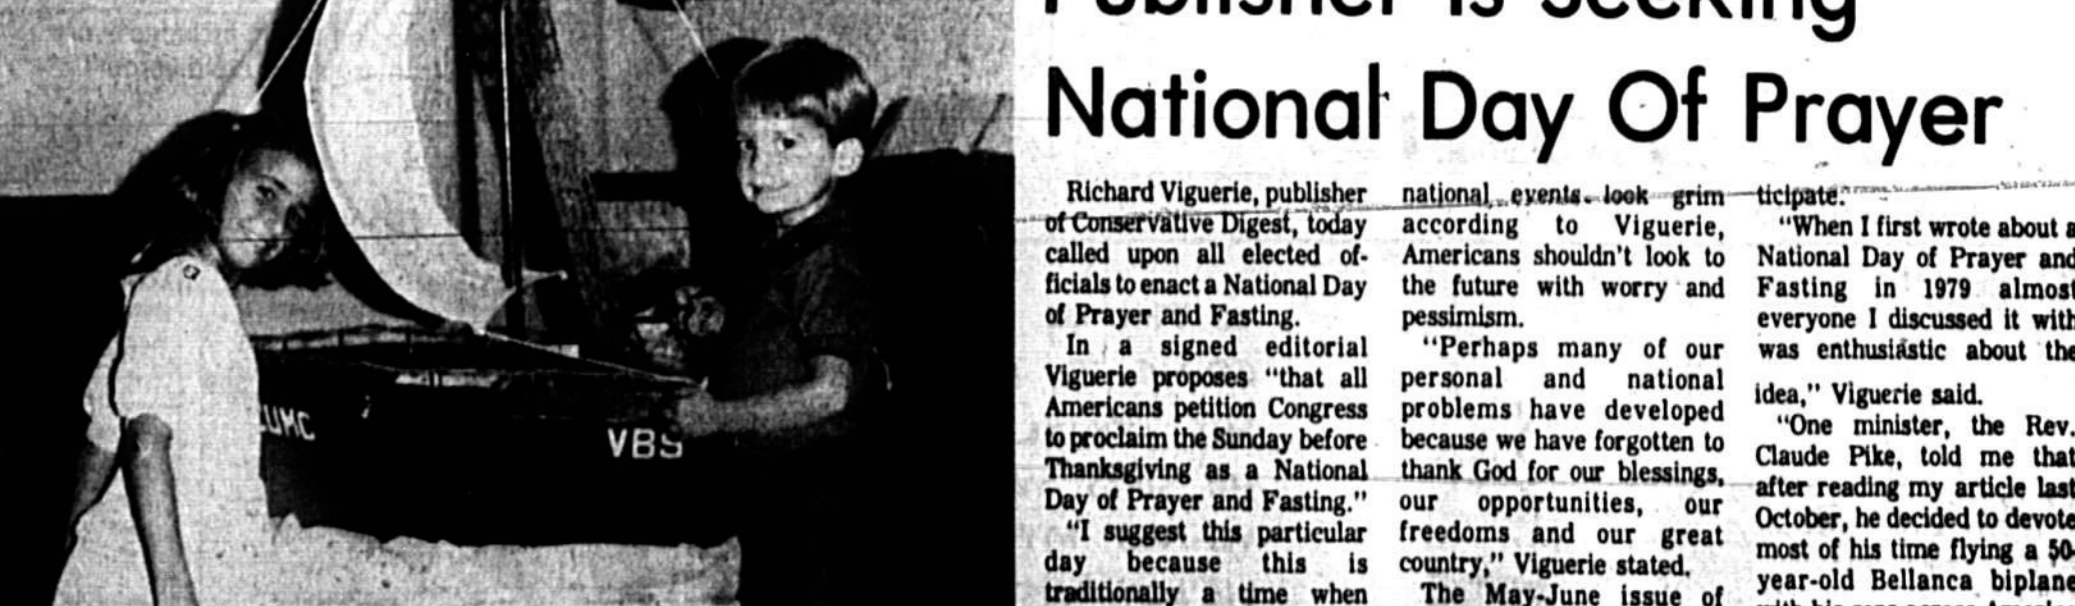 UMC
VBS
Publisher Is Seeking
National Day Of Prayer
Richard Viguerie, publisher
of Conservative Digest, today
called upon all elected of-
ficials to enact a National Day
of Prayer and Fasting.
In a signed editorial
Viguerie proposes “that all
Americans petition Congress
to proclaim the Sunday before
Thanksgiving as a National
Day of Prayer and Fasting.”
“I suggest this particular
day because this is
traditionally a time when
national events look grim
according to Viguerie,
Americans shouldn't look to
the future with worry and
pessimism.
“Perhaps many of our
personal and national
problems have developed
because we have forgotten to
thank God for our blessings,
our opportunities, our
freedoms and our great
country,” Viguerie stated.
The May-June issue of
ticipate.
“When I first wrote about a
National Day of Prayer and
Fasting in 1979 almost
everyone I discussed it with
was enthusiastic about the
idea,” Viguerie said.
“One minister, the Rev.
Claude Pike, told me that
after reading my article last
October, he decided to devote
most of his time flying a 50-
year-old Bellanca biplane